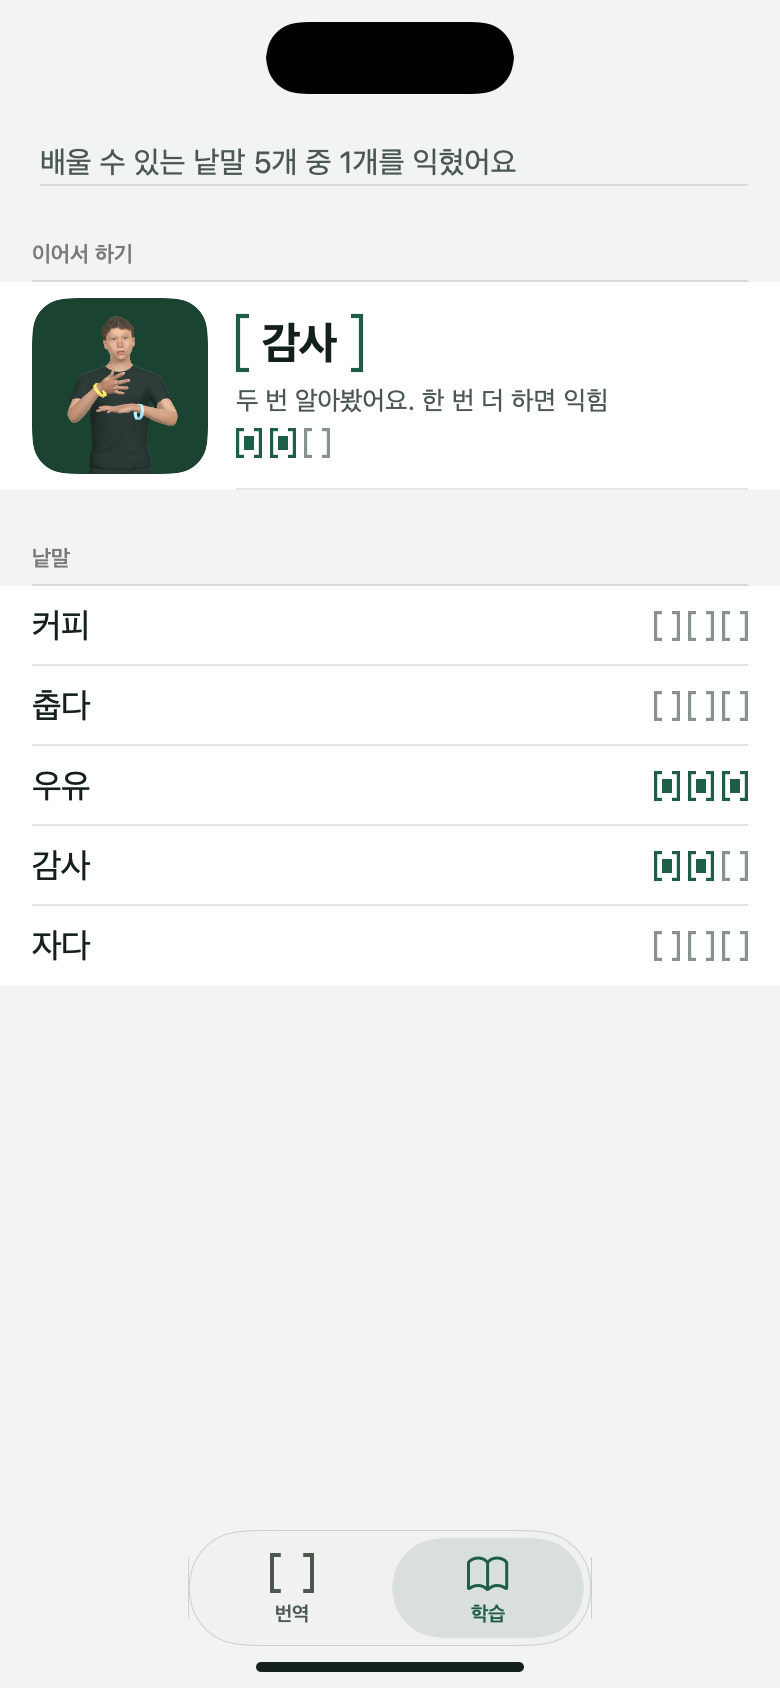 배울 수 있는 낱말 5개 중 1개를 익혔어요
이어서 하기
[ 감사 ]
두 번 알아봤어요. 한 번 더 하면 익힘
낱말
커피
춥다
우유
감사
자다
번역
학습